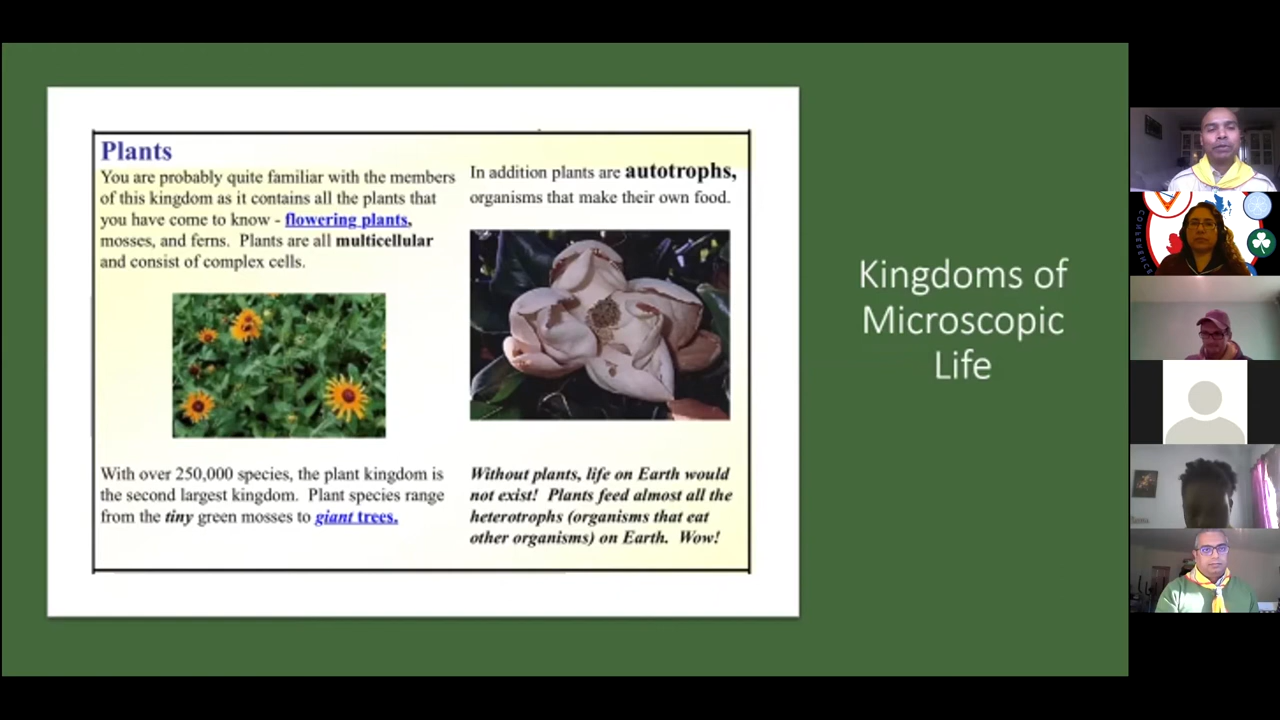 Plants
You are probably quite familiar with the members
of this kingdom as it contains all the plants that
you have come to know - flowering plants,
mosses, and ferns. Plants are all multicellular
and consist of complex cells.
With over 250,000 species, the plant kingdom is
the second largest kingdom. Plant species range
from the tiny green mosses to giant trees.
In addition plants are autotrophs,
organisms that make their own food.
Without plants, life on Earth would
not exist! Plants feed almost all the
heterotrophs (organisms that eat
other organisms) on Earth. Wow!
Kingdoms of
Microscopic
Life
CONFERENCE